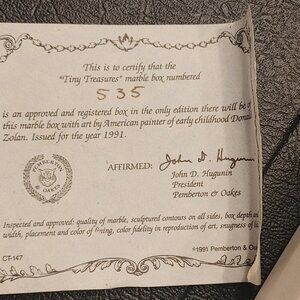 This is to certify that the
"Tiny Treasures" marble box numbered
535
is an approved and registered box in the only edition there will be of
this marble box with art by American painter of early childhood Donald
Zolan. Issued for the year 1991.
PEMBERTON
& OAKES
AFFIRMED: John D. Hugunin
John D. Hugunin
President
Pemberton & Oakes
Inspected and approved: quality of marble, sculptured contours on all sides, box depth and
width, placement and color of lining, color fidelity in reproduction of art, snugness of
CT-147
©1991 Pemberton &